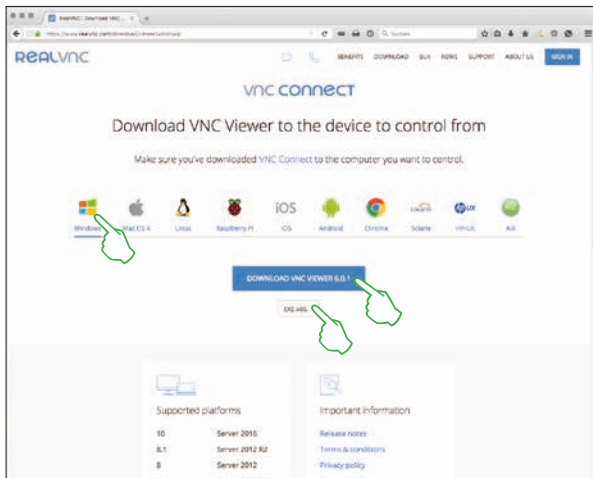 REALVNC
BENEFITS DOWNLOAD BUY NEWS SUPPORT ABOUT US SIGN IN
VNC CONNECT
Download VNC Viewer to the device to control from
Make sure you've downloaded VNC Connect to the computer you want to control.
Windows Mac OS X Linux Raspberry Pi iOS Android Chrome Solaris HP-UX AIX
DOWNLOAD VNC VIEWER 6.0.1
EXE x86
Supported platforms
Important information
10 Server 2016
Release notes
8.1 Server 2012 R2
Terms & conditions
8 Server 2012
Privacy policy